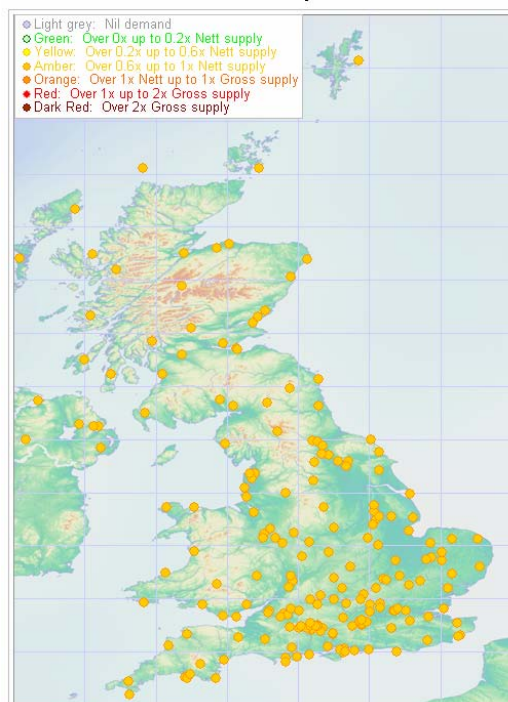 Light grey: Nil demand
Green: Over 0x up to 0.2x Nett supply
Yellow: Over 0.2x up to 0.6x Nett supply
Amber: Over 0.6x up to 1x Nett supply
Orange: Over 1x Nett up to 1x Gross supply
Red: Over 1x up to 2x Gross supply
Dark Red: Over 2x Gross supply